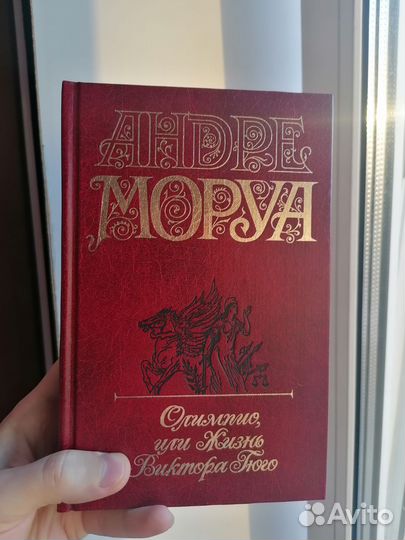 АНДРЕ
МОРУА
Олимпио,
или Жизнь
Виктора Гюго
Avito